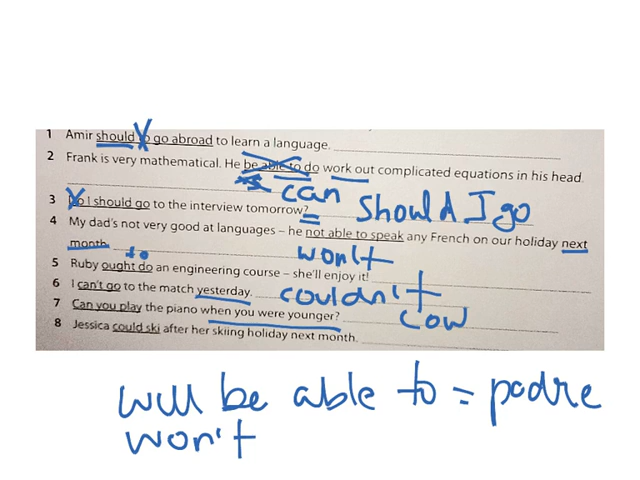 1 Amir should to go abroad to learn a language.
2 Frank is very mathematical. He be able to do work out complicated equations in his head.
can
3 Do I should go to the interview tomorrow? Should I go
4 My dad's not very good at languages – he not able to speak any French on our holiday next
month. won't
to
5 Ruby ought do an engineering course – she'll enjoy it!
6 I can't go to the match yesterday. couldn't
7 Can you play the piano when you were younger? cow
8 Jessica could ski after her skiing holiday next month.
will be able to = podre
won't